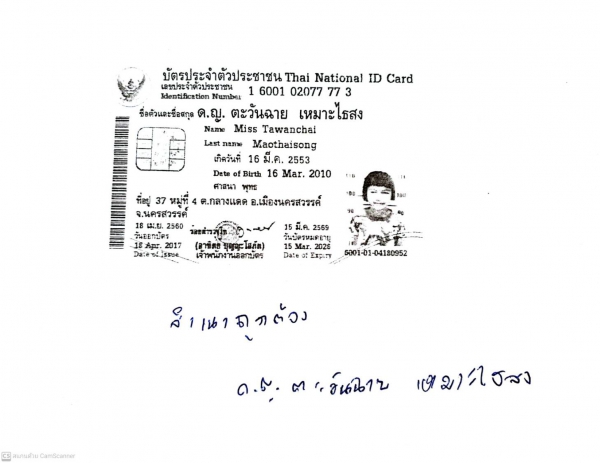 บัตรประจำตัวประชาชน Thai National ID Card
เลขประจำตัวประชาชน
Identification Number 1 6001 02077 77 3
ชื่อตัวและชื่อสกุล ด.ญ. ตะวันฉาย เหมาะไธสง
Name Miss Tawanchai
Last name Maothaisong
เกิดวันที่ 16 มี.ค. 2553
Date of Birth 16 Mar. 2010
ศาสนา พุทธ
ที่อยู่ 37 หมู่ที่ 4 ต.กลางแดด อ.เมืองนครสวรรค์
จ.นครสวรรค์
18 เม.ย. 2560
วันออกบัตร
18 Apr. 2017
Date of Issue
เจ้าพนักงานออกบัตร
15 มี.ค. 2569
วันบัตรหมดอายุ
15 Mar. 2026
Date of Expiry
6001-01-04180952
สำเนาถูกต้อง
ด.ญ. ตะวันฉาย เหมาะไธสง
CS สแกนด้วย CamScanner